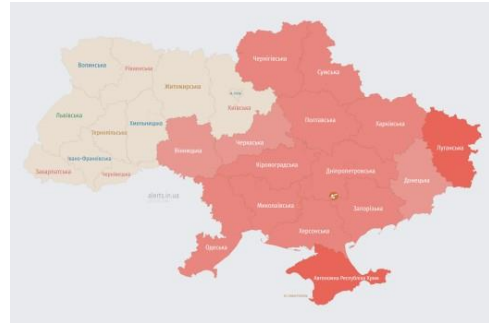 Чернігівська
Волинська
Рівненська
Сумська
Житомирська
Київська
Львівська
Полтавська
Харківська
Тернопільська
Хмельницька
Луганська
Черкаська
Вінницька
Івано-Франківська
Закарпатська
Чернівецька
Кіровоградська
Дніпропетровська
Донецька
alerts.in.ua
Миколаївська
Запорізька
Херсонська
Одеська
Автономна Республіка Крим